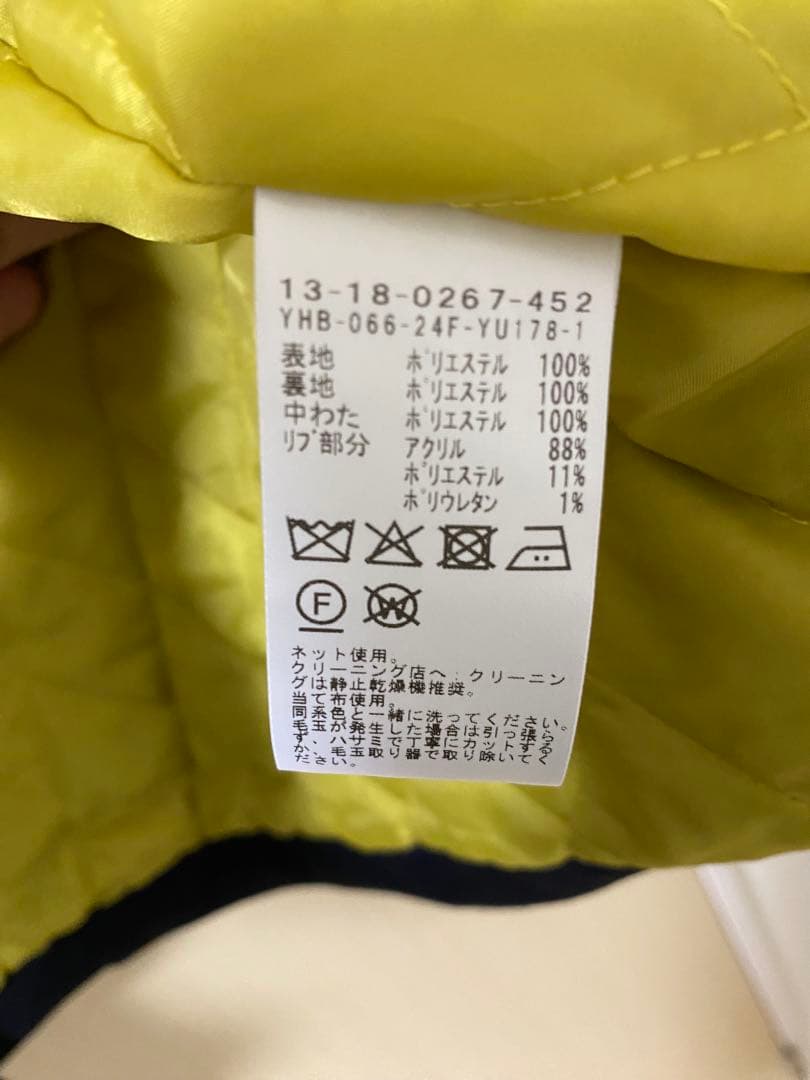 13-18-0267-452
YHB-066-24F-YU178-1
表地 ポリエステル 100%
裏地 ポリエステル 100%
中わた ポリエステル 100%
リブ部分 アクリル 88%
ポリエステル 11%
ポリウレタン 1%
F
W
ネット使用。
クリーニング店へ:クリーニン
グは静止乾燥機推奨。
当て布使用。
同系色と一緒に洗ってください。
毛玉が発生した場合は引っ張ら
ず、ハサミで丁寧にカットする
か、毛玉取り器で取り除いてく
ださい。